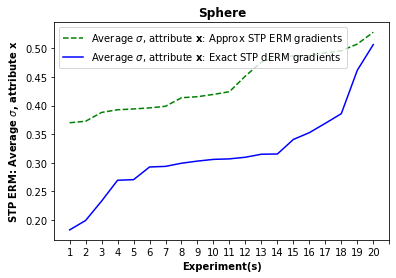 Sphere
Average σ, attribute x: Approx STP ERM gradients
Average σ, attribute x: Exact STP dERM gradients
STP ERM: Average σ, attribute x
0.50
0.45
0.40
0.35
0.30
0.25
0.20
1 2 3 4 5 6 7 8 9 10 11 12 13 14 15 16 17 18 19 20
Experiment(s)